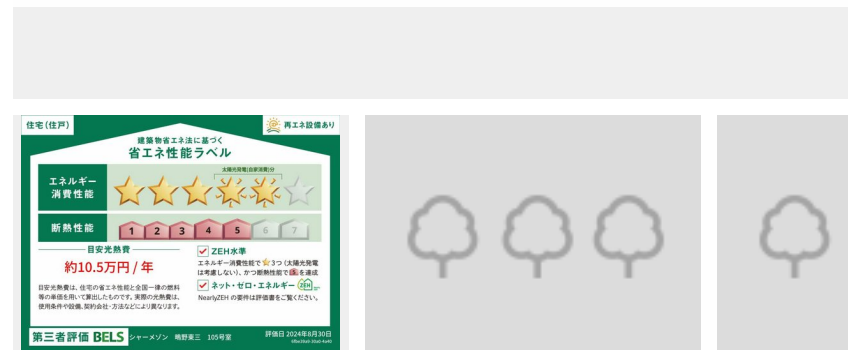 住宅(住戸)
再エネ設備あり
建築物省エネ法に基づく
省エネ性能ラベル
エネルギー
消費性能
太陽光発電(自家消費)分
断熱性能
1 2 3 4 5 6 7
目安光熱費
約10.5万円 / 年
目安光熱費は、住宅の省エネ性能と全国一律の燃料
等の単価を用いて算出したものです。実際の光熱費は、
使用条件や設備、契約会社・方法などにより異なります。
ZEH水準
エネルギー消費性能で★3つ (太陽光発電
は考慮しない)、かつ断熱性能で5を達成
ネット・ゼロ・エネルギー ZEH
NearlyZEH の要件は評価書をご覧ください。
第三者評価 BELS
シャーメゾン 鴫野東三 105号室
評価日 2024年8月30日